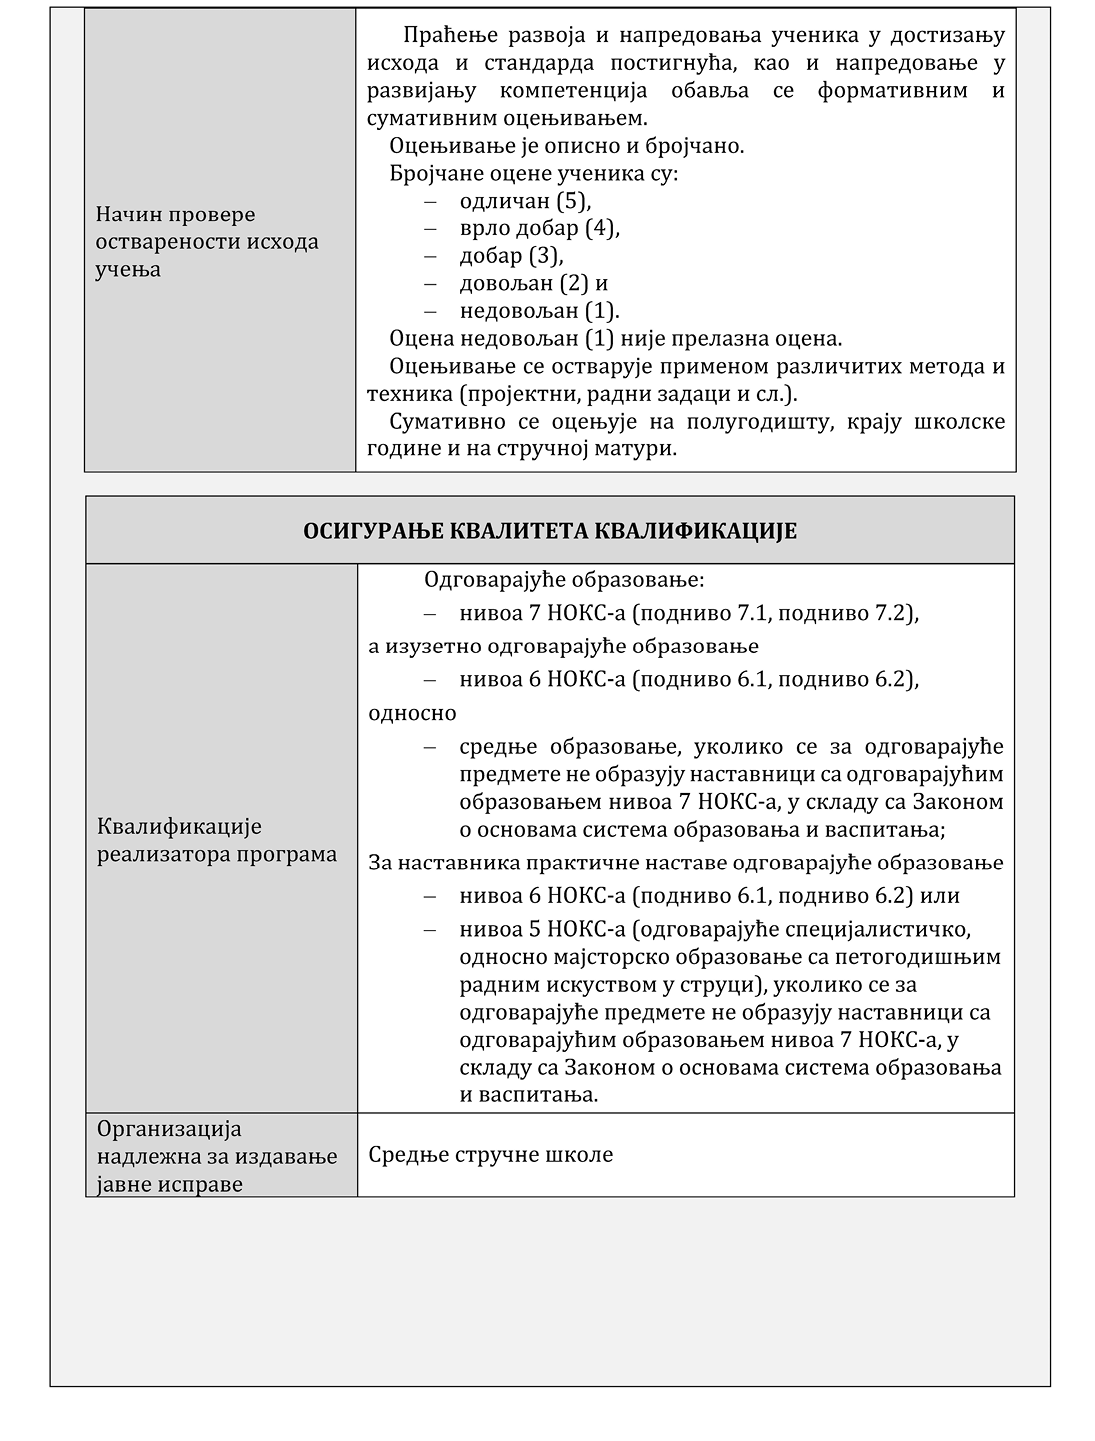 Начин провере
остварености исхода
учења
Праћење развоја и напредовања ученика у достизању
исхода и стандарда постигнућа, као и напредовање у
развијању компетенција обавља се формативним и
сумативним оцењивањем.
Оцењивање је описно и бројчано.
Бројчане оцене ученика су:
– одличан (5),
– врло добар (4),
– добар (3),
– довољан (2) и
– недовољан (1).
Оцена недовољан (1) није прелазна оцена.
Оцењивање се остварује применом различитих метода и
техника (пројектни, радни задаци и сл.).
Сумативно се оцењује на полугодишту, крају школске
године и на стручној матури.
ОСИГУРАЊЕ КВАЛИТЕТА КВАЛИФИКАЦИЈЕ
Квалификације
реализатора програма
Одговарајуће образовање:
– нивоа 7 НОКС-а (подниво 7.1, подниво 7.2),
а изузетно одговарајуће образовање
– нивоа 6 НОКС-а (подниво 6.1, подниво 6.2),
односно
– средње образовање, уколико се за одговарајуће
предмете не образују наставници са одговарајућим
образовањем нивоа 7 НОКС-а, у складу са Законом
о основама система образовања и васпитања;
За наставника практичне наставе одговарајуће образовање
– нивоа 6 НОКС-а (подниво 6.1, подниво 6.2) или
– нивоа 5 НОКС-а (одговарајуће специјалистичко,
односно мајсторско образовање са петогодишњим
радним искуством у струци), уколико се за
одговарајуће предмете не образују наставници са
одговарајућим образовањем нивоа 7 НОКС-а, у
складу са Законом о основама система образовања
и васпитања.
Организација
надлежна за издавање
јавне исправе
Средње стручне школе